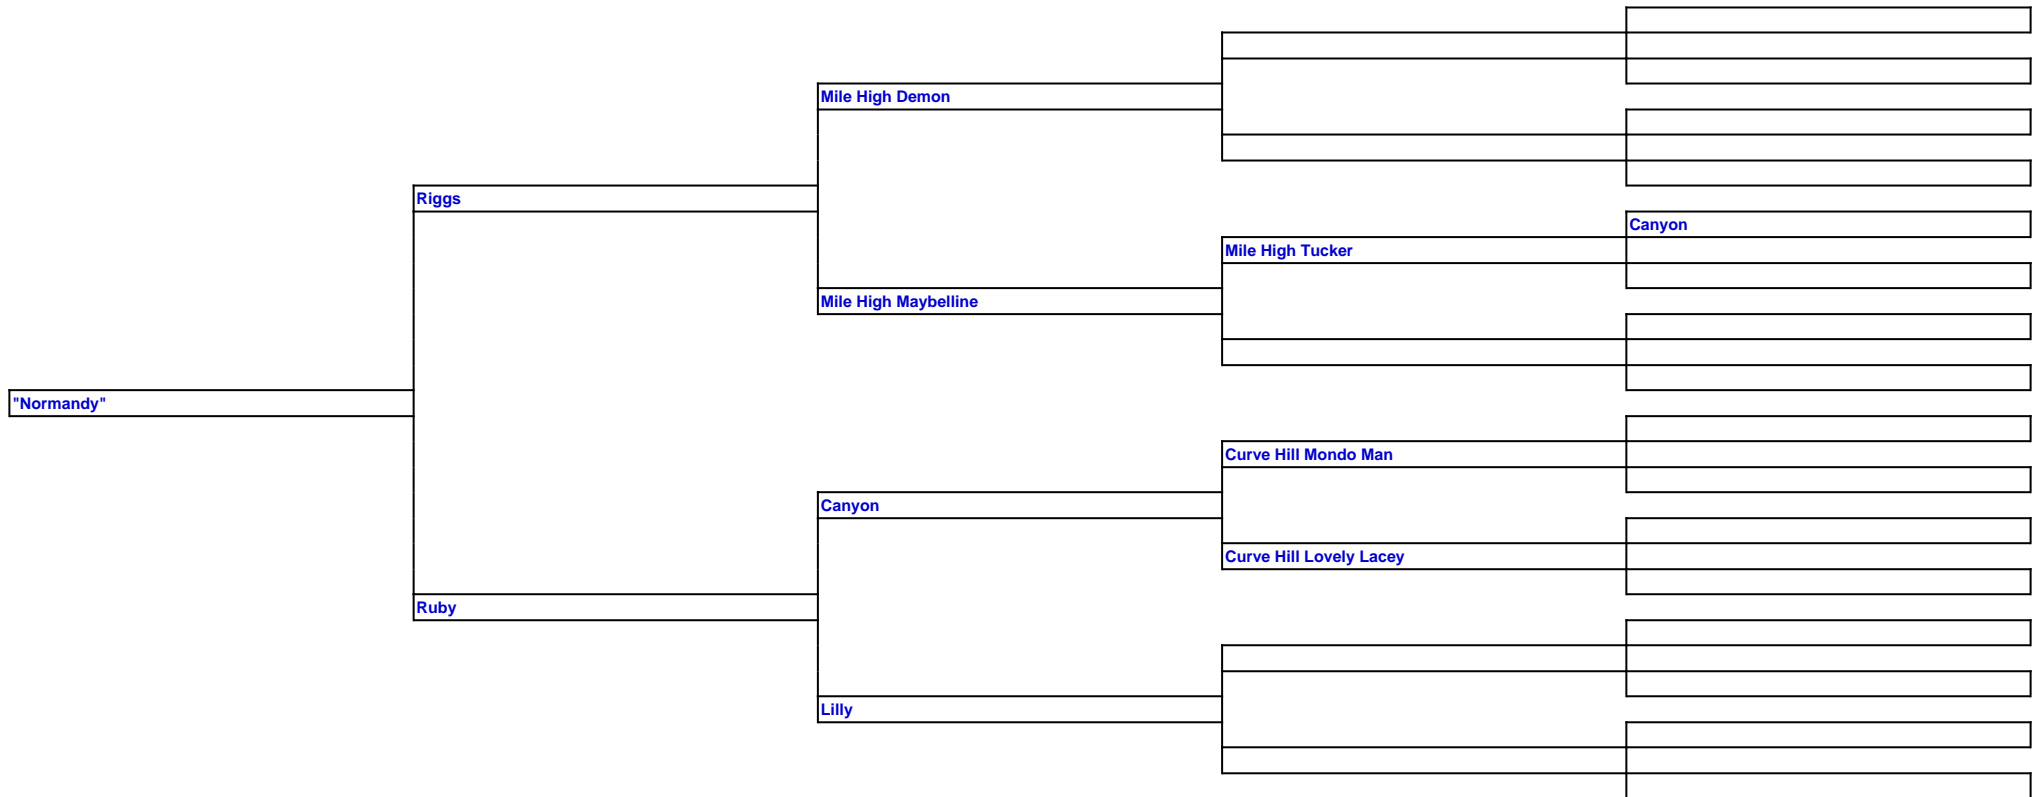 Mile High Demon
Riggs
Canyon
Mile High Tucker
Mile High Maybelline
"Normandy"
Curve Hill Mondo Man
Canyon
Curve Hill Lovely Lacey
Ruby
Lilly